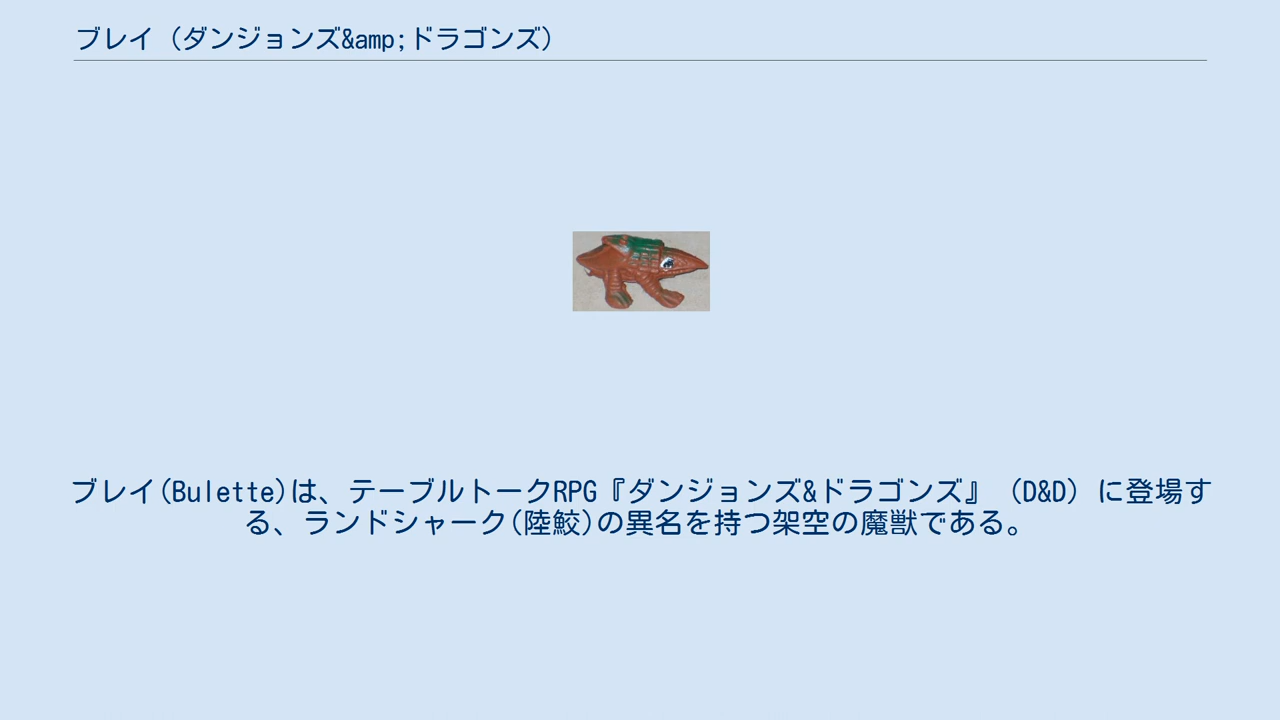 ブレイ（ダンジョンズ&amp;ドラゴンズ）
ブレイ(Bulette)は、テーブルトークRPG『ダンジョンズ&ドラゴンズ』（D&D）に登場す
る、ランドシャーク(陸鮫)の異名を持つ架空の魔獣である。